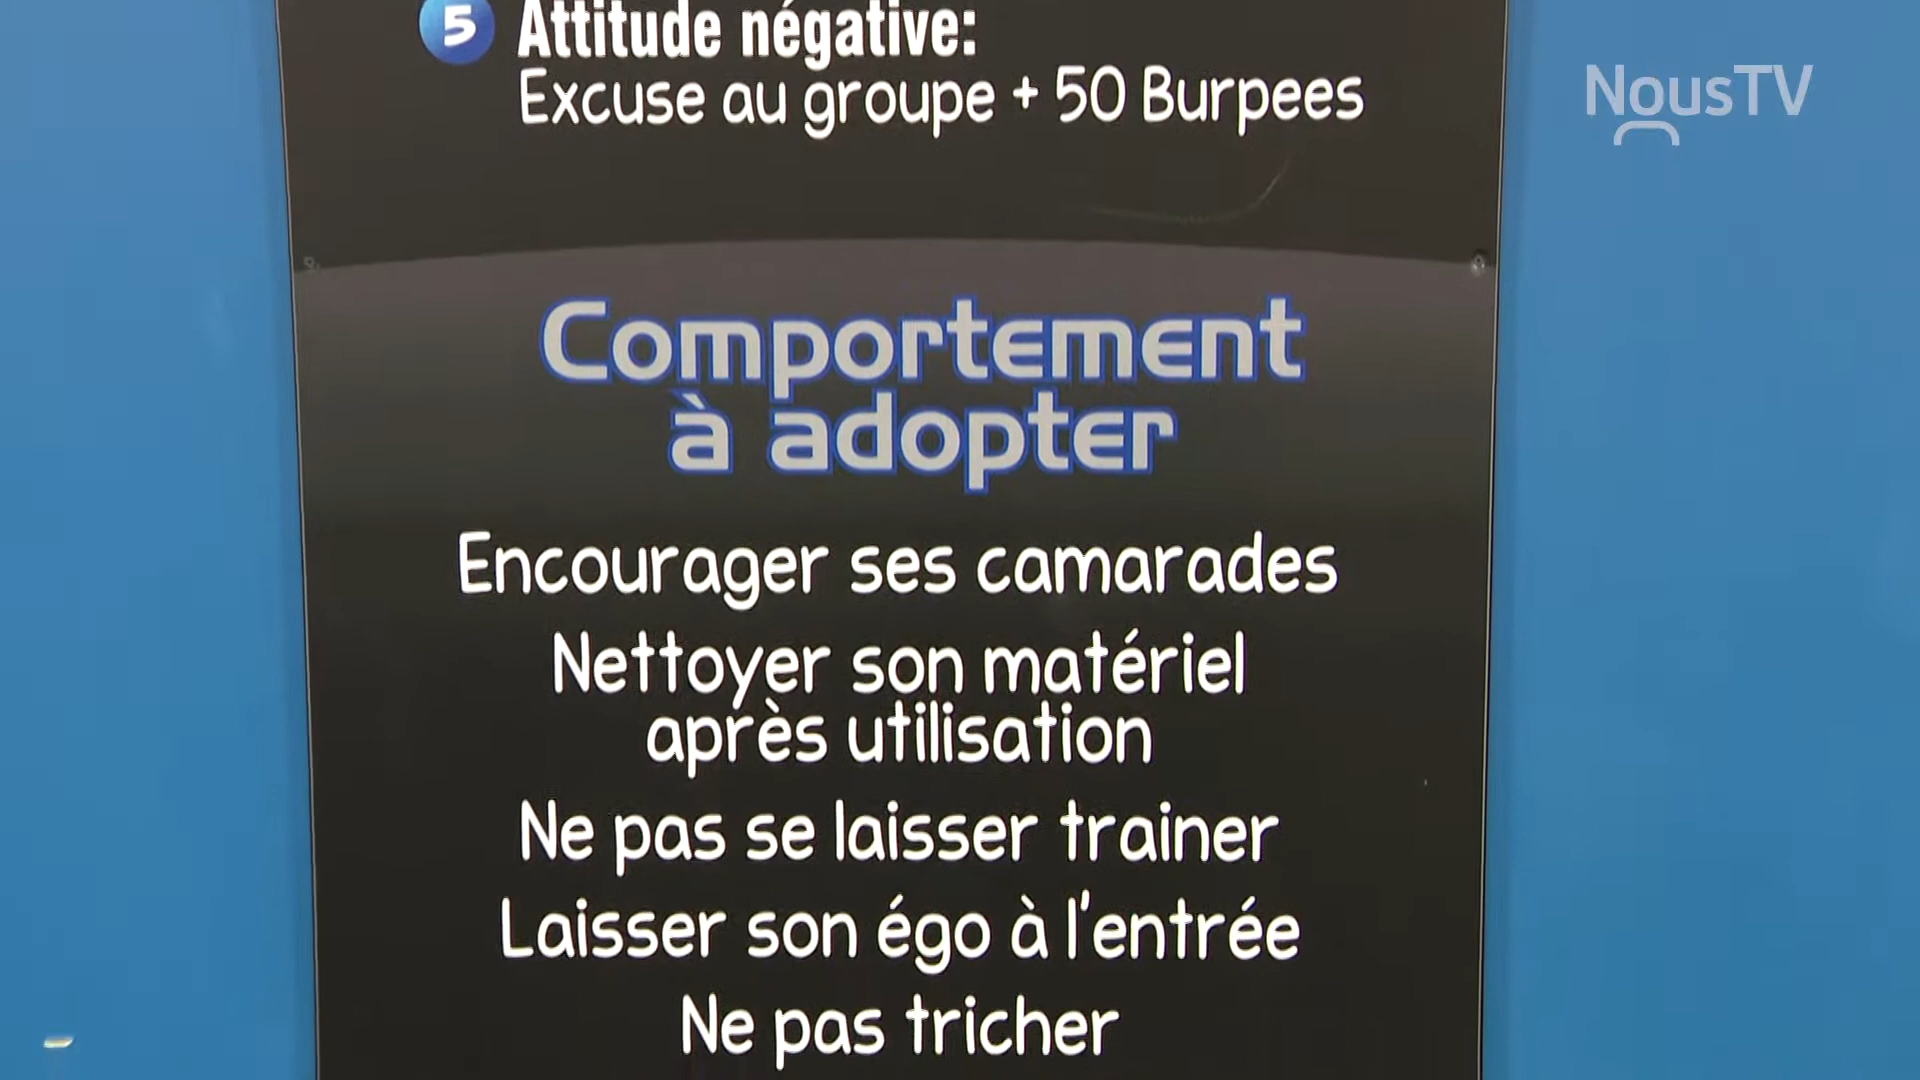 5 Attitude négative:
Excuse au groupe + 50 Burpees
NousTV
Comportement
à adopter
Encourager ses camarades
Nettoyer son matériel
après utilisation
Ne pas se laisser trainer
Laisser son égo à l'entrée
Ne pas tricher